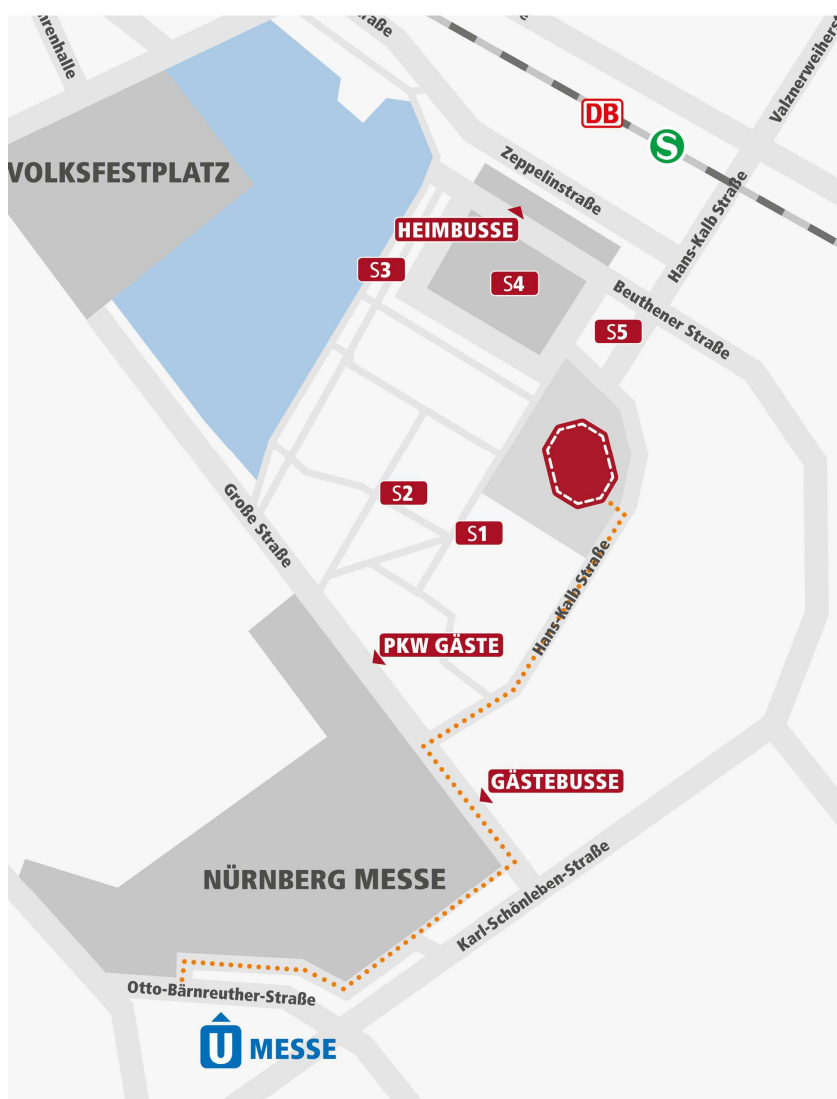 VOLKSFESTPLATZ
DB
S
Valznerweiherst
Zeppelinstraße
HEIMBUSSE
Hans-Kalb Straße
S3
S4
Beuthener Straße
S5
S2
S1
Große Straße
Hans-Kalb-Straße
PKW GÄSTE
GÄSTEBUSSE
NÜRNBERG MESSE
Karl-Schönleben-Straße
Otto-Bärnreuther-Straße
U MESSE